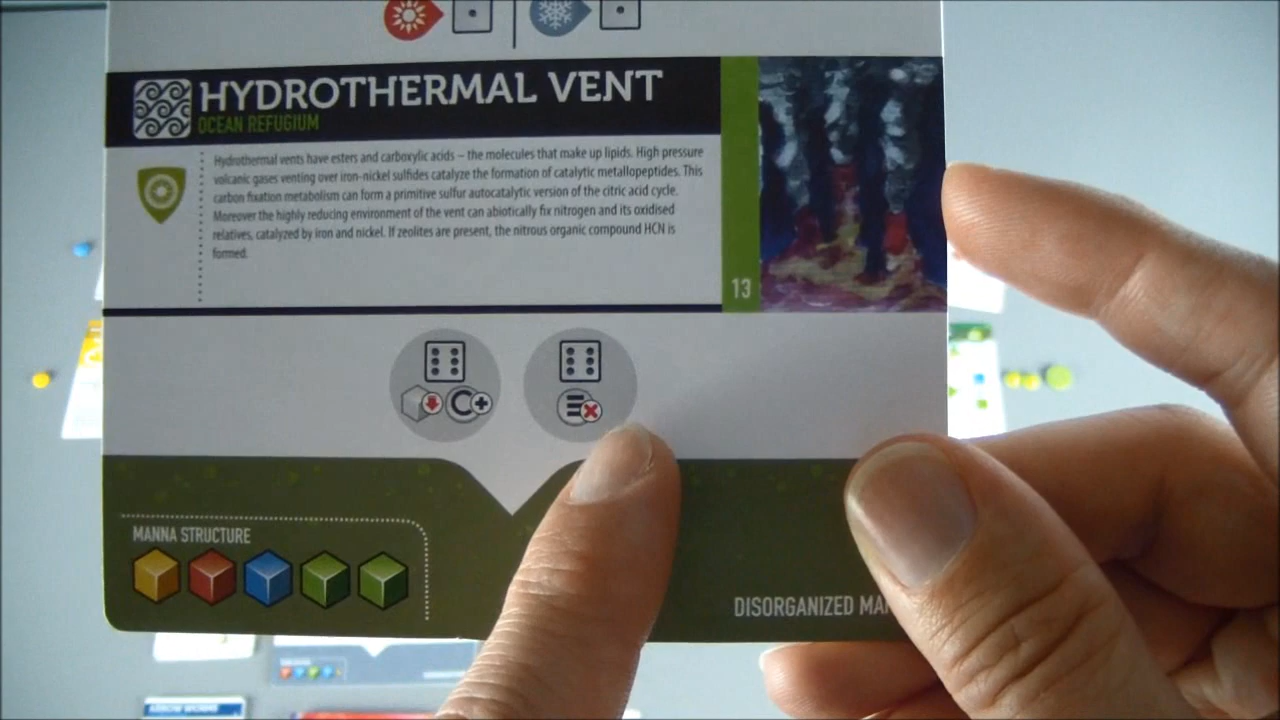 HYDROTHERMAL VENT
OCEAN REFUGIUM
Hydrothermal vents have esters and carboxylic acids – the molecules that make up lipids. High pressure
volcanic gases venting over iron-nickel sulfides catalyze the formation of catalytic metallopeptides. This
carbon fixation metabolism can form a primitive sulfur autocatalytic version of the citric acid cycle.
Moreover the highly reducing environment of the vent can abiotically fix nitrogen and its oxidised
relatives, catalyzed by iron and nickel. If zeolites are present, the nitrous organic compound HCN is
formed.
13
C+
MANNA STRUCTURE
DISORGANIZED
ARROW WORMS